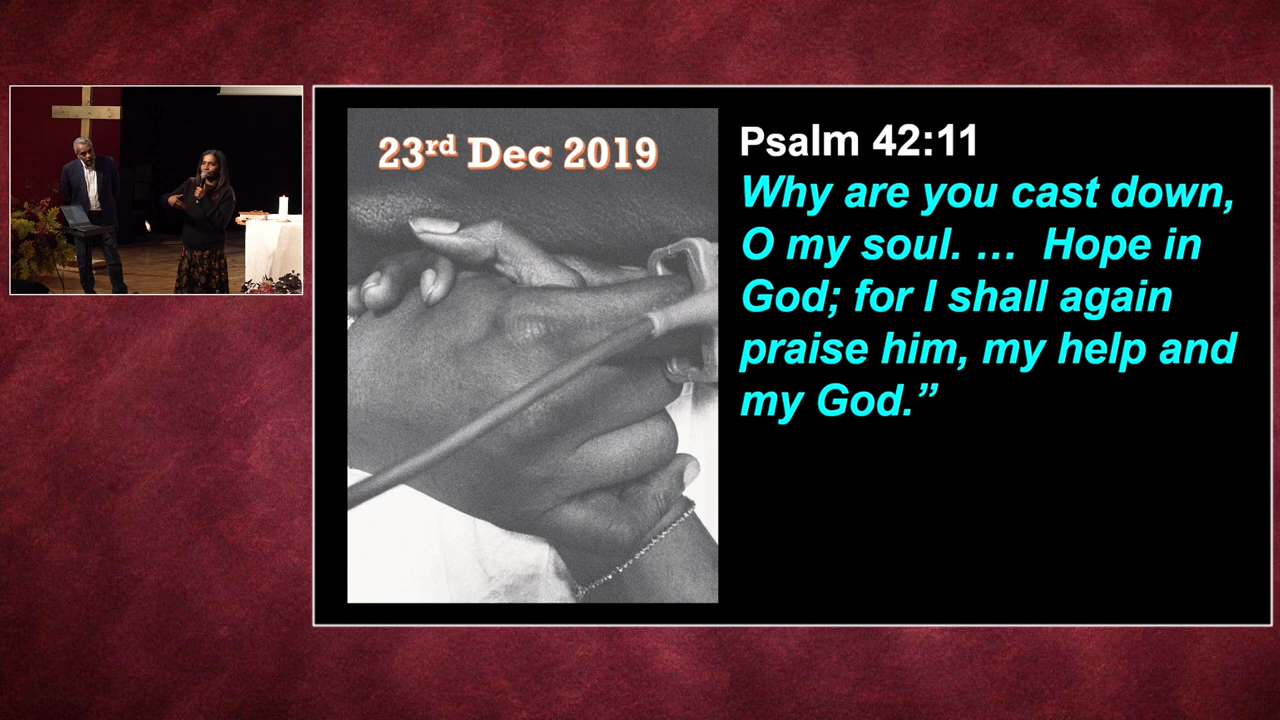 23rd Dec 2019
Psalm 42:11
Why are you cast down,
O my soul. … Hope in
God; for I shall again
praise him, my help and
my God.”